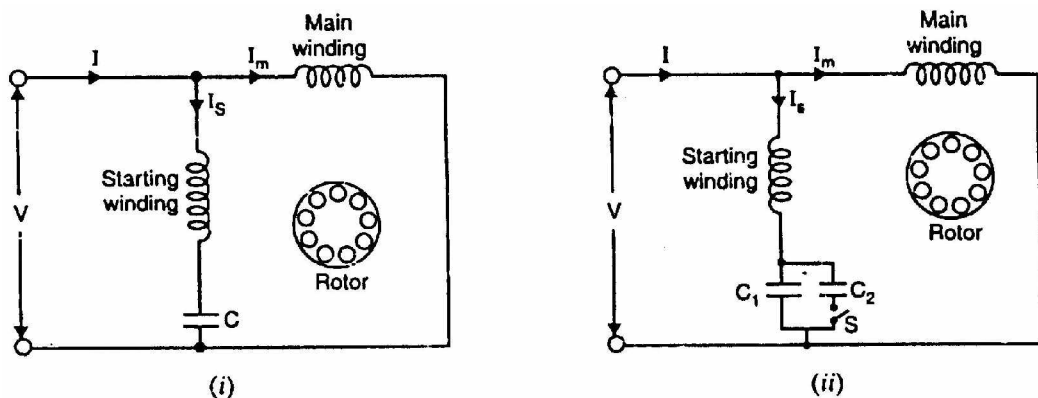 Main
winding
I
I_m
I_S
Starting
winding
V
Rotor
C
(i)
Main
winding
I
I_m
I_s
Starting
winding
V
Rotor
C_1
C_2
S
(ii)